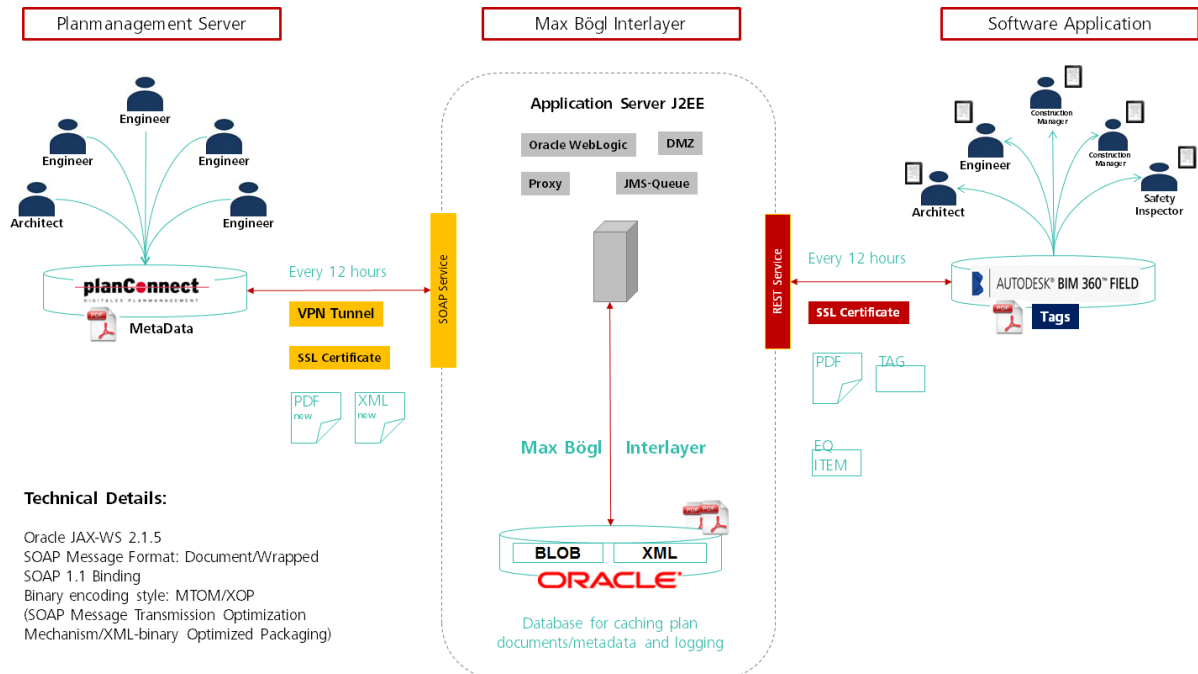 Planmanagement Server
Max Bögl Interlayer
Software Application
Engineer
Engineer
Engineer
Architect
Engineer
planConnect
DIGITALES PLANMANAGEMENT
PDF
MetaData
Every 12 hours
VPN Tunnel
SSL Certificate
PDF
new
XML
new
SOAP Service
Application Server J2EE
Oracle WebLogic
DMZ
Proxy
JMS-Queue
Max Bögl Interlayer
PDF
PDF
BLOB
XML
ORACLE®
Database for caching plan
documents/metadata and logging
REST Service
Every 12 hours
SSL Certificate
PDF
TAG
EQ
ITEM
Construction
Manager
Engineer
Construction
Manager
Architect
Safety
Inspector
AUTODESK® BIM 360™ FIELD
PDF
Tags
Technical Details:
Oracle JAX-WS 2.1.5
SOAP Message Format: Document/Wrapped
SOAP 1.1 Binding
Binary encoding style: MTOM/XOP
(SOAP Message Transmission Optimization
Mechanism/XML-binary Optimized Packaging)